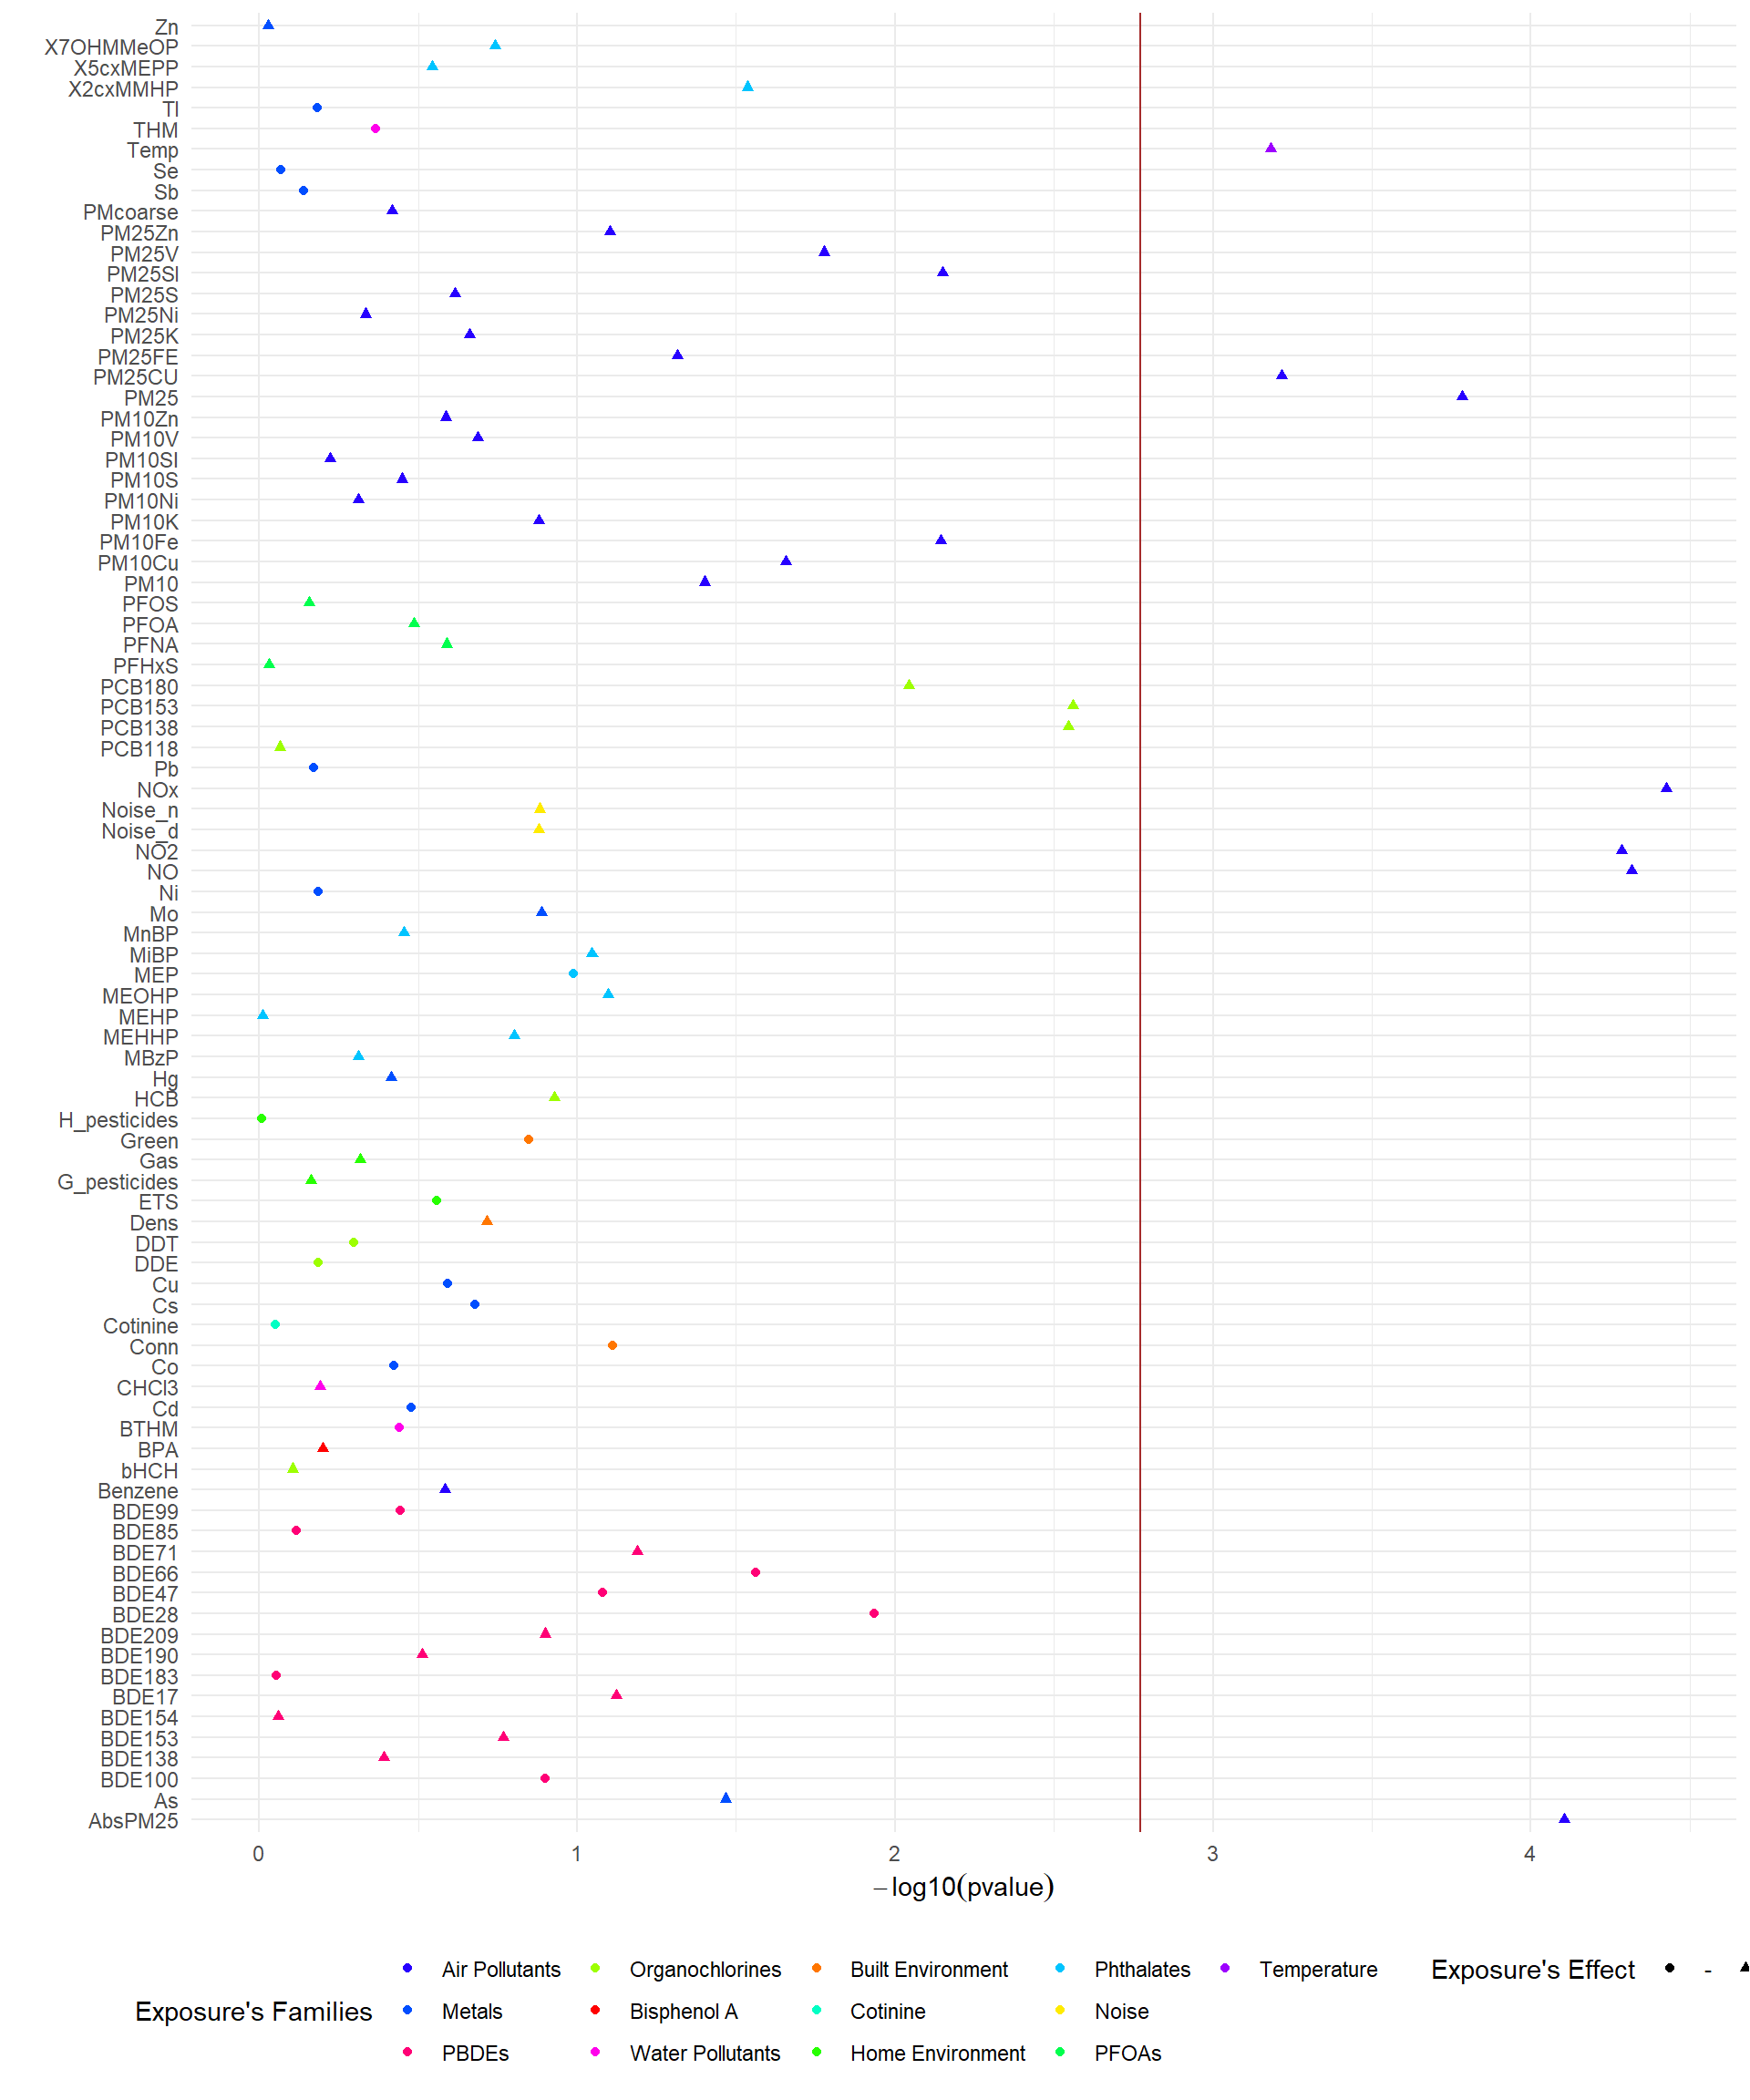 Zn
X7OHMMeOP
X5cxMEPP
X2cxMMHP
Tl
THM
Temp
Se
Sb
PMcoarse
PM25Zn
PM25V
PM25SI
PM25S
PM25Ni
PM25K
PM25FE
PM25CU
PM25
PM10Zn
PM10V
PM10SI
PM10S
PM10Ni
PM10K
PM10Fe
PM10Cu
PM10
PFOS
PFOA
PFNA
PFHxS
PCB180
PCB153
PCB138
PCB118
Pb
NOx
Noise_n
Noise_d
NO2
NO
Ni
Mo
MnBP
MiBP
MEP
MEOHP
MEHP
MEHHP
MBzP
Hg
HCB
H_pesticides
Green
Gas
G_pesticides
ETS
Dens
DDT
DDE
Cu
Cs
Cotinine
Conn
Co
CHCl3
Cd
BTHM
BPA
bHCH
Benzene
BDE99
BDE85
BDE71
BDE66
BDE47
BDE28
BDE209
BDE190
BDE183
BDE17
BDE154
BDE153
BDE138
BDE100
As
AbsPM25
0 1 2 3 4
−log10(pvalue)
Air Pollutants Organochlorines Built Environment Phthalates Temperature Exposure's Effect -
Exposure's Families Metals Bisphenol A Cotinine Noise
PBDEs Water Pollutants Home Environment PFOAs